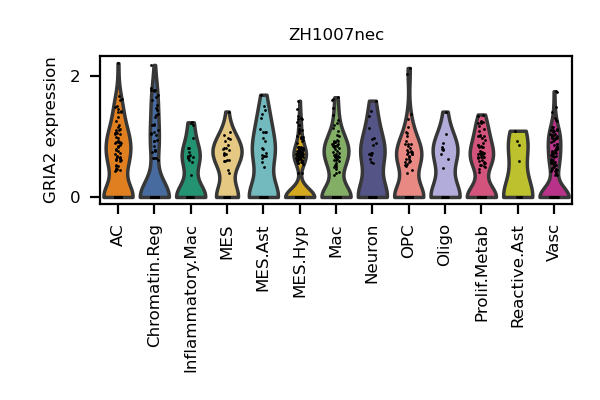 ZH1007nec
GRIA2 expression
2
0
AC
Chromatin.Reg
Inflammatory.Mac
MES
MES.Ast
MES.Hyp
Mac
Neuron
OPC
Oligo
Prolif.Metab
Reactive.Ast
Vasc